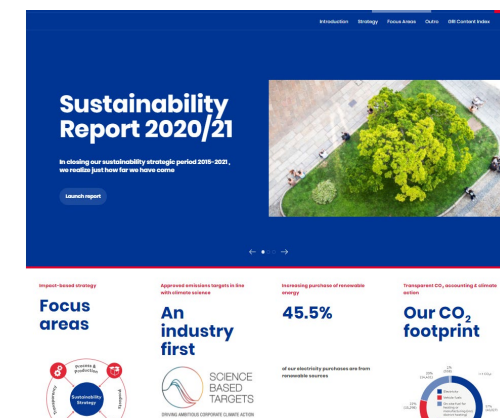 Introduction Strategy Focus Areas Outro GRI Content Index
Sustainability
Report 2020/21
In closing our sustainability strategic period 2015-2021,
we realize just how far we have come
Launch report
Impact-based strategy
Focus
areas
Process &
Production
Products
Sustainability
Strategy
Approved emissions targets in line
with climate science
An
industry
first
SCIENCE
BASED
TARGETS
DRIVING AMBITIOUS CORPORATE CLIMATE ACTION
Increasing purchase of renewable
energy
45.5%
of our electricity purchases are from
renewable sources
Transparent CO₂ accounting & climate
action
Our CO₂
footprint